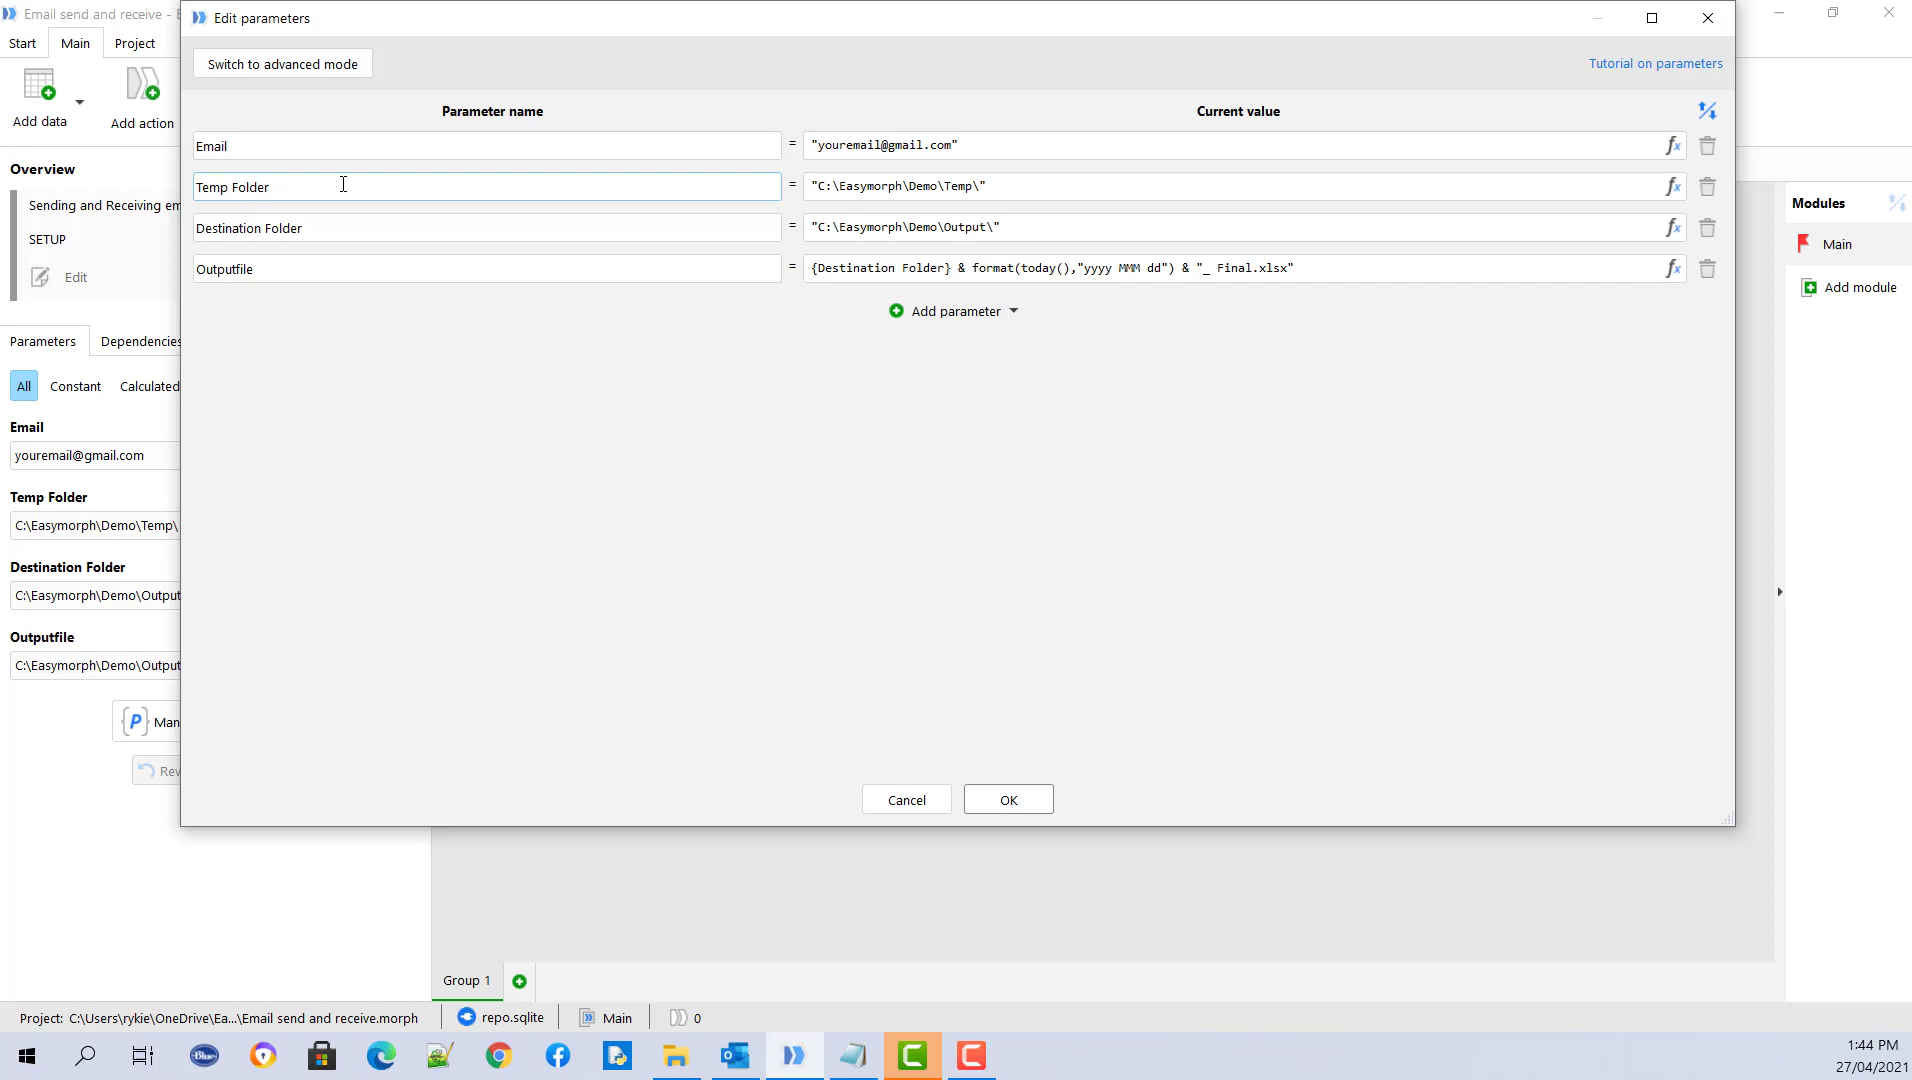 Email send and receive -
Edit parameters
Start
Main
Project
Switch to advanced mode
Tutorial on parameters
Add data
Add action
Parameter name
Current value
Email
=
"youremail@gmail.com"
fx
Temp Folder
=
"C:\Easymorph\Demo\Temp\"
fx
Destination Folder
=
"C:\Easymorph\Demo\Output\"
fx
Outputfile
=
{Destination Folder} & format(today(),"yyyy MMM dd") & "_ Final.xlsx"
fx
Add parameter
Overview
Sending and Receiving em
SETUP
Edit
Parameters
Dependencies
All
Constant
Calculated
Email
youremail@gmail.com
Temp Folder
C:\Easymorph\Demo\Temp\
Destination Folder
C:\Easymorph\Demo\Output
Outputfile
C:\Easymorph\Demo\Output
P
Man
Rev
Cancel
OK
Modules
Main
Add module
Group 1
Project: C:\Users\rykie\OneDrive\Ea...\Email send and receive.morph
repo.sqlite
Main
0
Blue
1:44 PM
27/04/2021